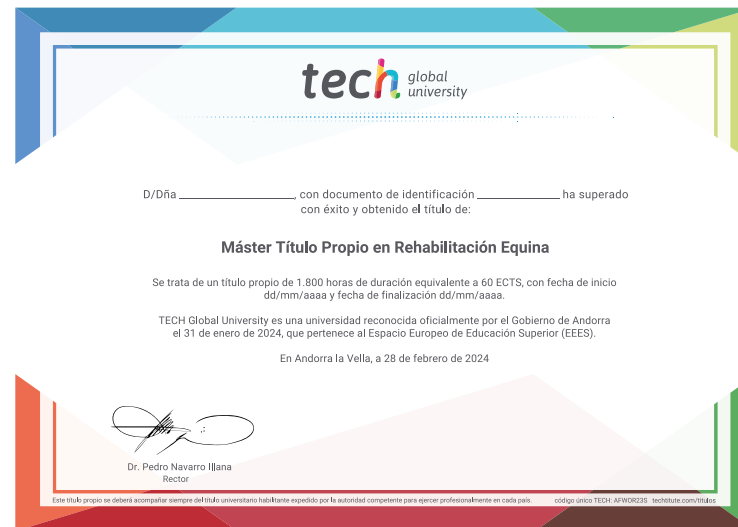 tech global university
D/Dña ______________________, con documento de identificación ________________ ha superado
con éxito y obtenido el título de:
Máster Título Propio en Rehabilitación Equina
Se trata de un título propio de 1.800 horas de duración equivalente a 60 ECTS, con fecha de inicio
dd/mm/aaaa y fecha de finalización dd/mm/aaaa.
TECH Global University es una universidad reconocida oficialmente por el Gobierno de Andorra
el 31 de enero de 2024, que pertenece al Espacio Europeo de Educación Superior (EEES).
En Andorra la Vella, a 28 de febrero de 2024
Dr. Pedro Navarro Illana
Rector
Este título propio se deberá acompañar siempre del título universitario habilitante expedido por la autoridad competente para ejercer profesionalmente en cada país. código único TECH: AFWOR23S techtitute.com/titulos